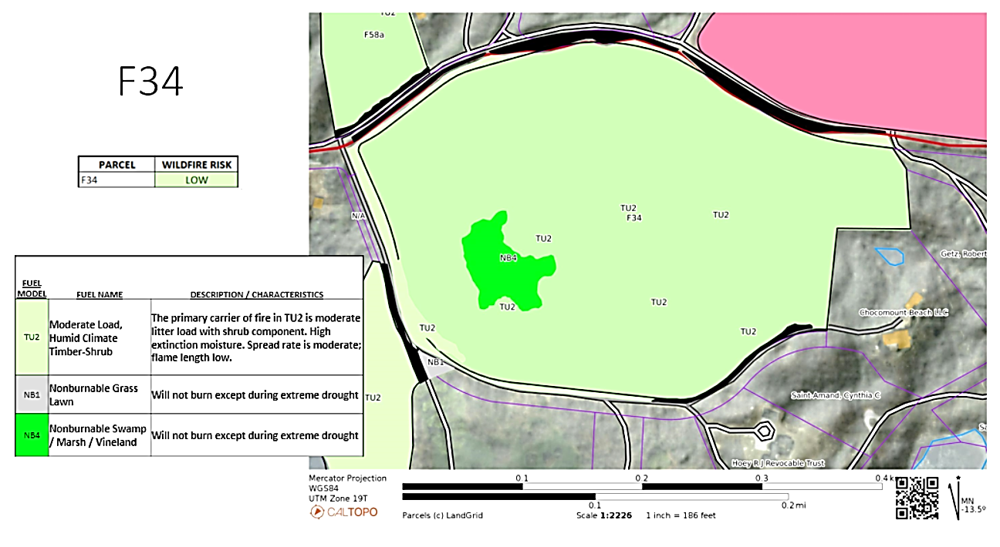 TU2
F58a
F34
PARCEL WILDFIRE RISK
F34 LOW
N/A
TU2
F34
TU2
TU2
NB4
TU2
TU2
TU2
TU2
NB1
TU2
Getz, Robert
Chocomount Beach LLC
Saint Amand, Cynthia C
Hoey R J Revocable Trust
FUEL MODEL FUEL NAME DESCRIPTION / CHARACTERISTICS
TU2
Moderate Load,
Humid Climate
Timber-Shrub
The primary carrier of fire in TU2 is moderate
litter load with shrub component. High
extinction moisture. Spread rate is moderate;
flame length low.
NB1
Nonburnable Grass
Lawn
Will not burn except during extreme drought
NB4
Nonburnable Swamp
/ Marsh / Vineland
Will not burn except during extreme drought
Mercator Projection
WGS84
UTM Zone 19T
CALTOPO
0.1 0.2 0.3 0.4
0.1 0.2 mi
Parcels (c) LandGrid
Scale 1:2226 1 inch = 186 feet
MN
-13.5º